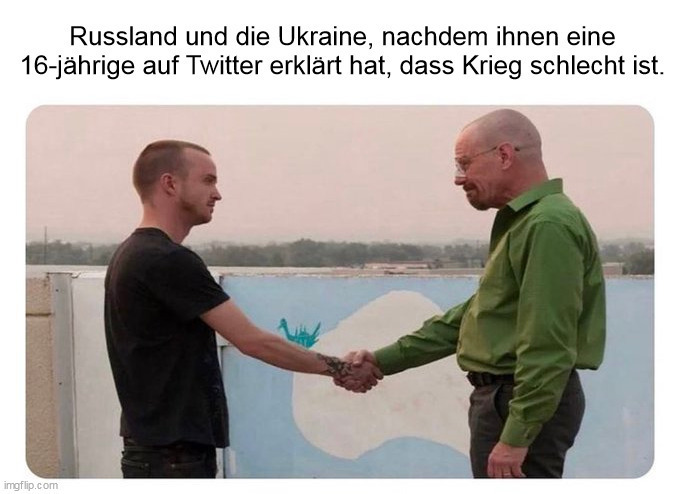 Russland und die Ukraine, nachdem ihnen eine
16-jährige auf Twitter erklärt hat, dass Krieg schlecht ist.
imgflip.com